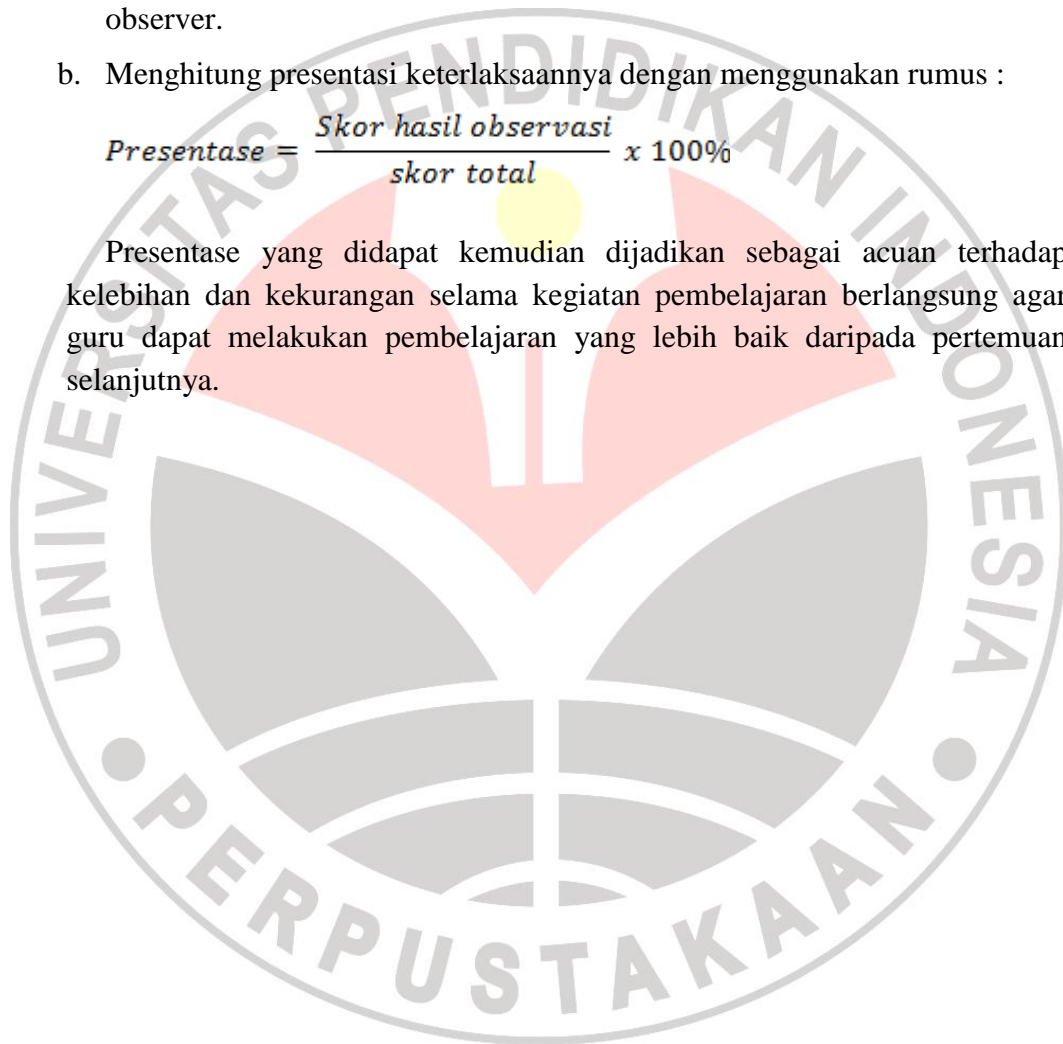 observer.
b. Menghitung presentasi keterlaksaannya dengan menggunakan rumus :
Presentase = Skor hasil observasi / skor total x 100%
Presentase yang didapat kemudian dijadikan sebagai acuan terhadap
kelebihan dan kekurangan selama kegiatan pembelajaran berlangsung agar
guru dapat melakukan pembelajaran yang lebih baik daripada pertemuan
selanjutnya.
UNIVERSITAS PENDIDIKAN INDONESIA
PERPUSTAKAAN